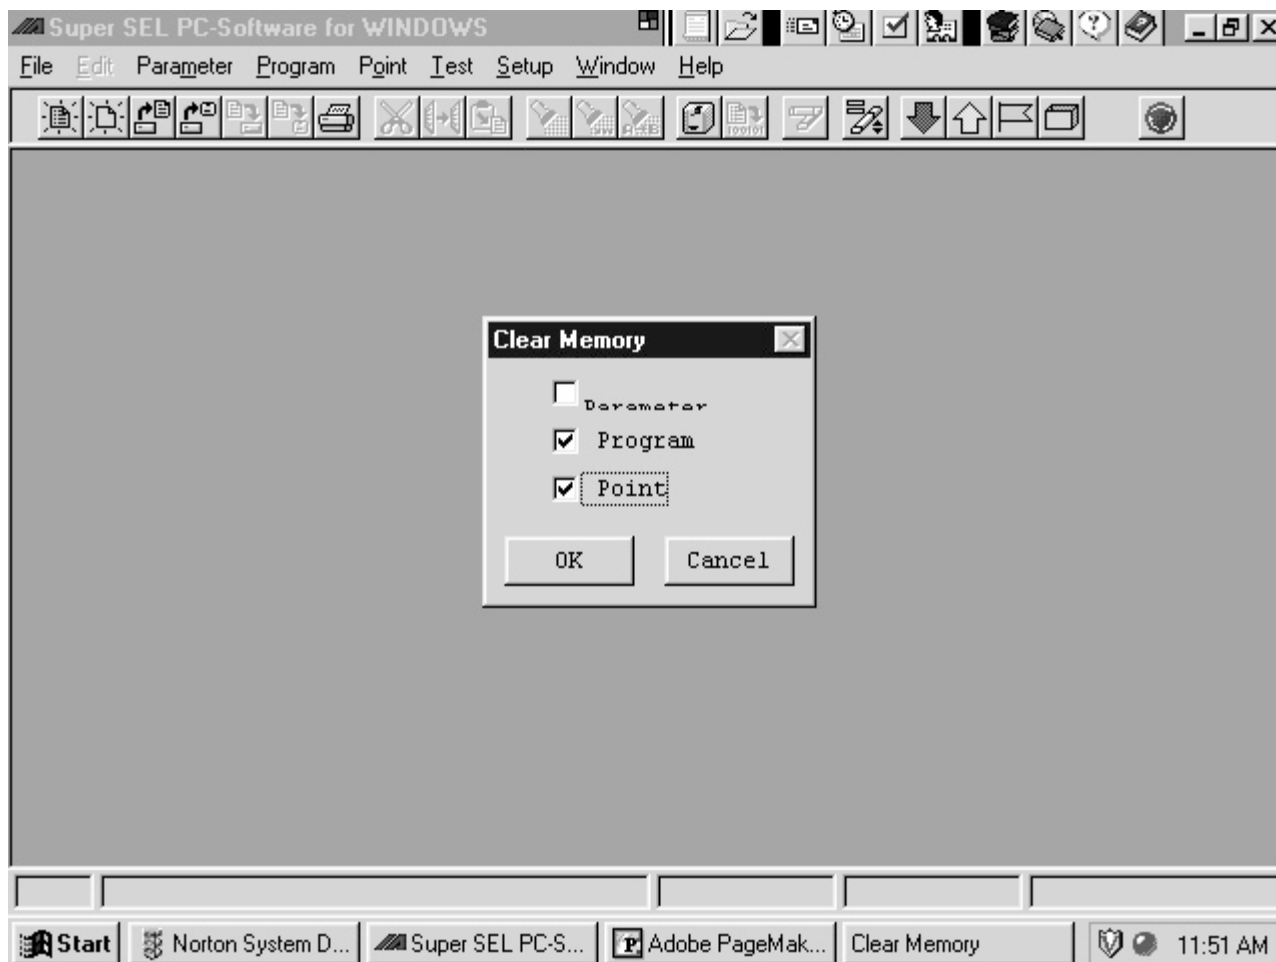 Super SEL PC-Software for WINDOWS
File Edit Parameter Program Point Test Setup Window Help
Clear Memory
Parameter
Program
Point
OK Cancel
Start Norton System D... Super SEL PC-S... Adobe PageMak... Clear Memory 11:51 AM